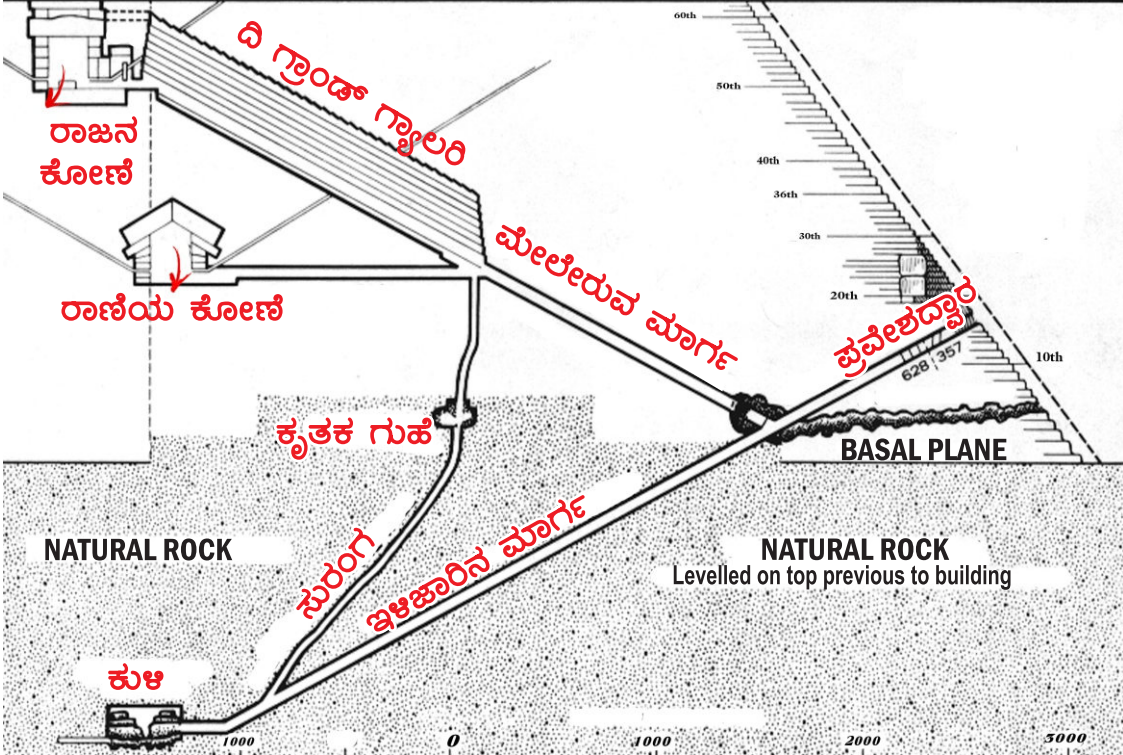 60th
ದಿ ಗ್ರಾಂಡ್ ಗ್ಯಾಲರಿ
50th
ರಾಜನ
ಕೋಣೆ
40th
36th
30th
ಮೇಲೇರುವ ಮಾರ್ಗ
20th
ರಾಣಿಯ ಕೋಣೆ
ಪ್ರವೇಶದ್ವಾರ
10th
628 357
ಕೃತಕ ಗುಹೆ
BASAL PLANE
NATURAL ROCK
ಸುರಂಗ
ಇಳಿಜಾರಿನ ಮಾರ್ಗ
NATURAL ROCK
Levelled on top previous to building
ಕುಳಿ
1000 0 1000 2000 3000